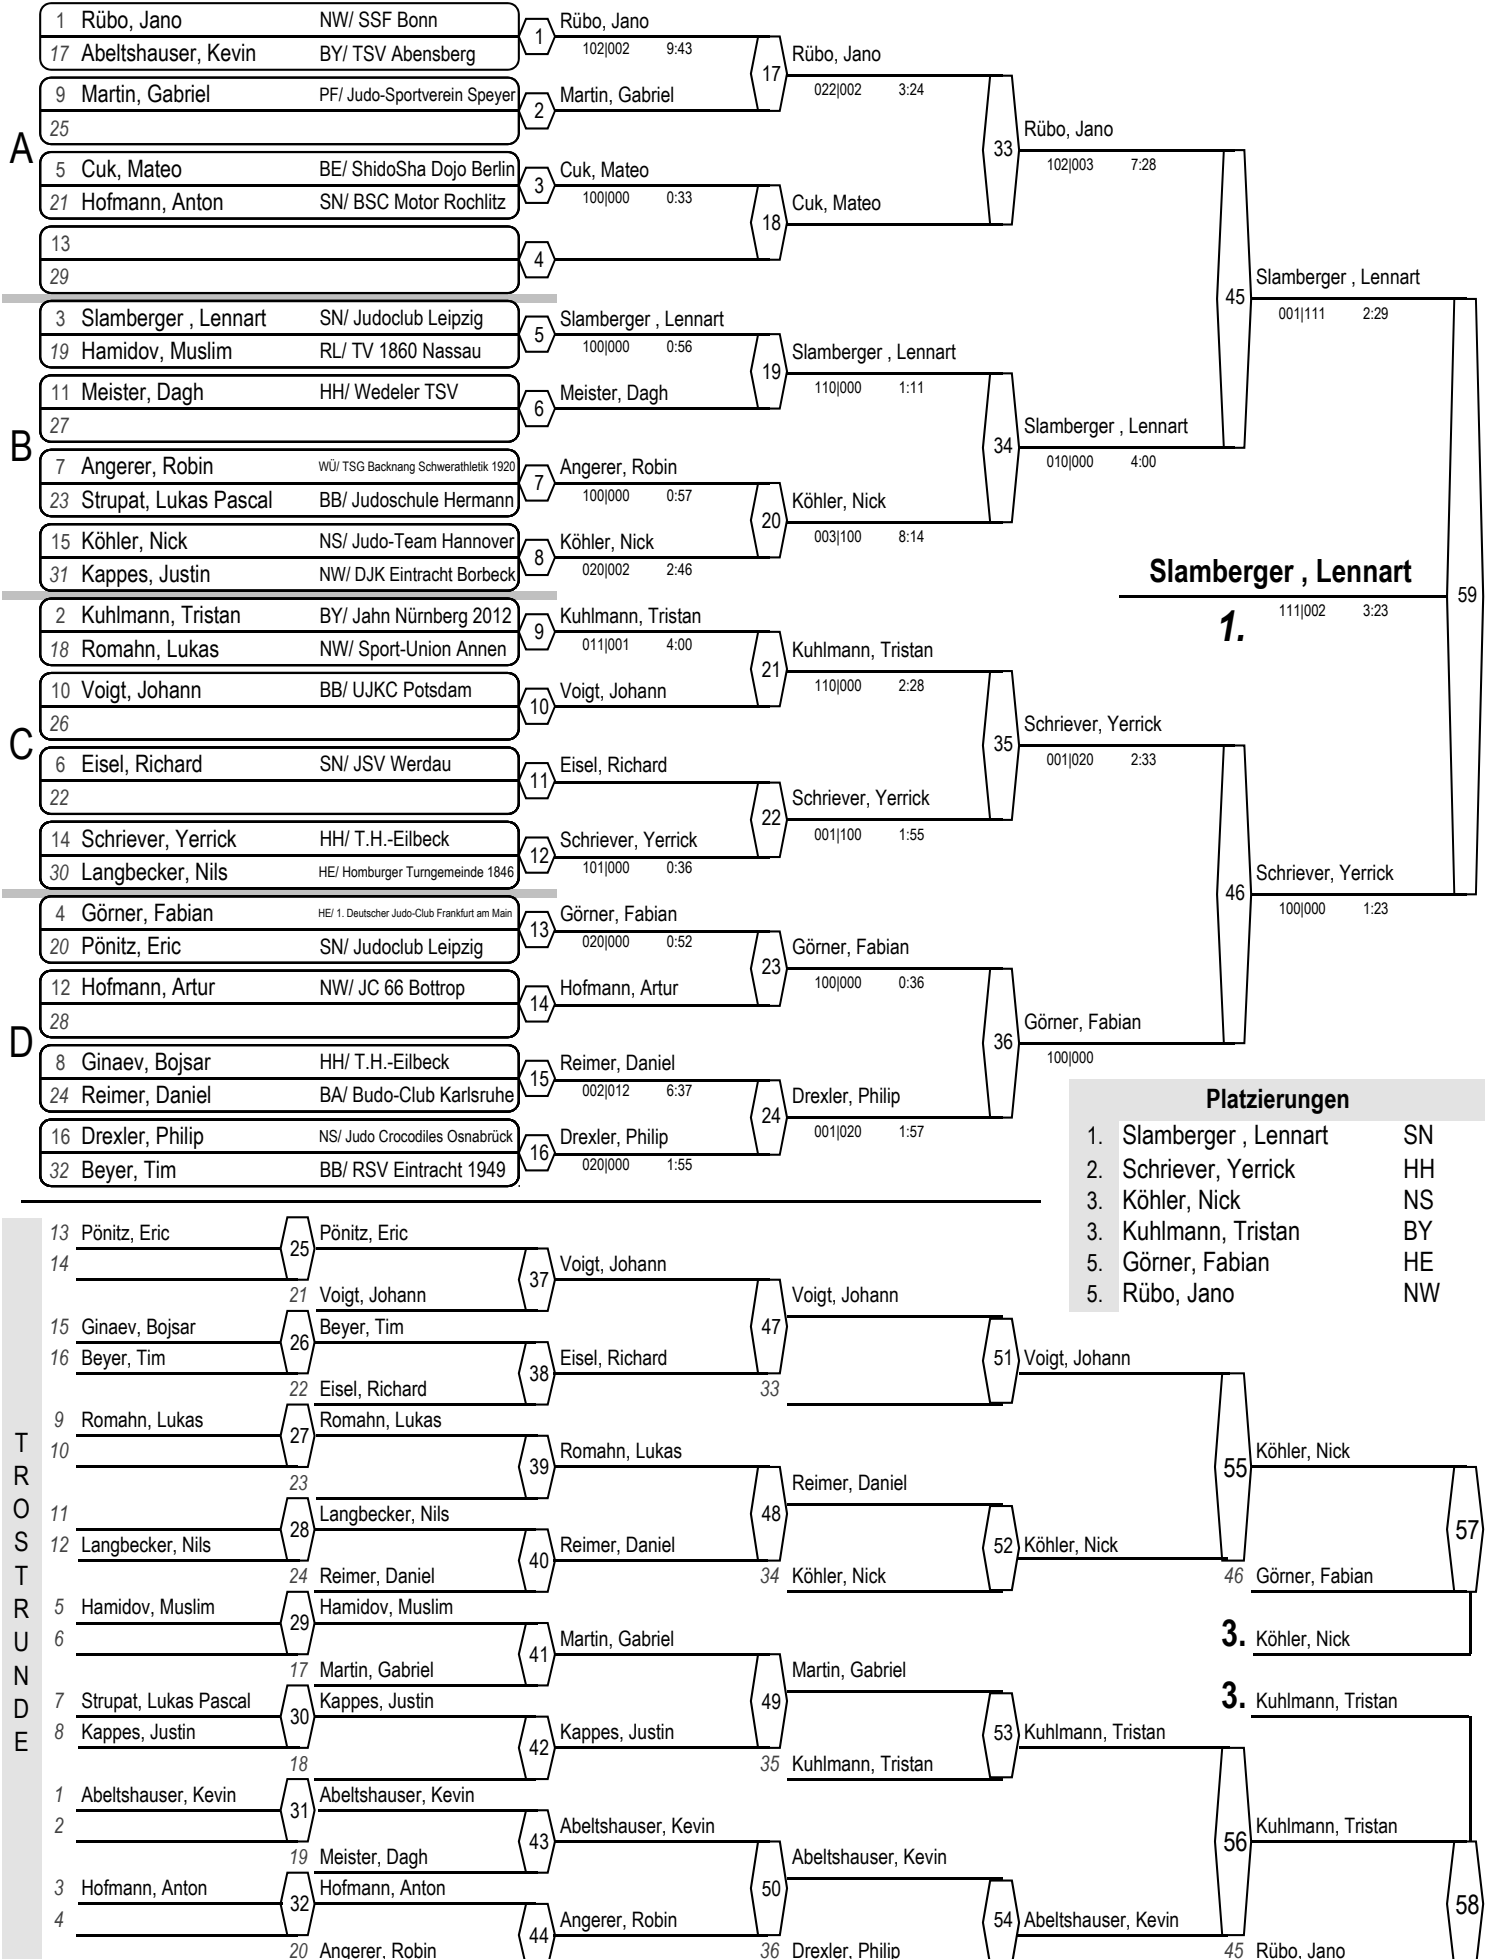 1 Rübo, Jano NW/ SSF Bonn
17 Abeltshauser, Kevin BY/ TSV Abensberg
1 Rübo, Jano
102|002 9:43
9 Martin, Gabriel PF/ Judo-Sportverein Speyer
25
2 Martin, Gabriel
17 Rübo, Jano
022|002 3:24
A
5 Cuk, Mateo BE/ ShidoSha Dojo Berlin
21 Hofmann, Anton SN/ BSC Motor Rochlitz
3 Cuk, Mateo
100|000 0:33
13
29
4
18 Cuk, Mateo
33 Rübo, Jano
102|003 7:28
3 Slamberger , Lennart SN/ Judoclub Leipzig
19 Hamidov, Muslim RL/ TV 1860 Nassau
5 Slamberger , Lennart
100|000 0:56
11 Meister, Dagh HH/ Wedeler TSV
27
6 Meister, Dagh
19 Slamberger , Lennart
110|000 1:11
B
7 Angerer, Robin WÜ/ TSG Backnang Schwerathletik 1920
23 Strupat, Lukas Pascal BB/ Judoschule Hermann
7 Angerer, Robin
100|000 0:57
15 Köhler, Nick NS/ Judo-Team Hannover
31 Kappes, Justin NW/ DJK Eintracht Borbeck
8 Köhler, Nick
020|002 2:46
20 Köhler, Nick
003|100 8:14
34 Slamberger , Lennart
010|000 4:00
45 Slamberger , Lennart
001|111 2:29
Slamberger , Lennart
1. 111|002 3:23
59
2 Kuhlmann, Tristan BY/ Jahn Nürnberg 2012
18 Romahn, Lukas NW/ Sport-Union Annen
9 Kuhlmann, Tristan
011|001 4:00
10 Voigt, Johann BB/ UJKC Potsdam
26
10 Voigt, Johann
21 Kuhlmann, Tristan
110|000 2:28
C
6 Eisel, Richard SN/ JSV Werdau
22
11 Eisel, Richard
14 Schriever, Yerrick HH/ T.H.-Eilbeck
30 Langbecker, Nils HE/ Homburger Turngemeinde 1846
12 Schriever, Yerrick
101|000 0:36
22 Schriever, Yerrick
001|100 1:55
35 Schriever, Yerrick
001|020 2:33
4 Görner, Fabian HE/ 1. Deutscher Judo-Club Frankfurt am Main
20 Pönitz, Eric SN/ Judoclub Leipzig
13 Görner, Fabian
020|000 0:52
12 Hofmann, Artur NW/ JC 66 Bottrop
28
14 Hofmann, Artur
23 Görner, Fabian
100|000 0:36
D
8 Ginaev, Bojsar HH/ T.H.-Eilbeck
24 Reimer, Daniel BA/ Budo-Club Karlsruhe
15 Reimer, Daniel
002|012 6:37
16 Drexler, Philip NS/ Judo Crocodiles Osnabrück
32 Beyer, Tim BB/ RSV Eintracht 1949
16 Drexler, Philip
020|000 1:55
24 Drexler, Philip
001|020 1:57
36 Görner, Fabian
100|000
46 Schriever, Yerrick
100|000 1:23
Platzierungen
1. Slamberger , Lennart SN
2. Schriever, Yerrick HH
3. Köhler, Nick NS
3. Kuhlmann, Tristan BY
5. Görner, Fabian HE
5. Rübo, Jano NW
TROSTRUNDE
13 Pönitz, Eric
14
25 Pönitz, Eric
21 Voigt, Johann
37 Voigt, Johann
15 Ginaev, Bojsar
16 Beyer, Tim
26 Beyer, Tim
22 Eisel, Richard
38 Eisel, Richard
47 Voigt, Johann
33
51 Voigt, Johann
9 Romahn, Lukas
10
27 Romahn, Lukas
23
39 Romahn, Lukas
11
12 Langbecker, Nils
28 Langbecker, Nils
24 Reimer, Daniel
40 Reimer, Daniel
48 Reimer, Daniel
34 Köhler, Nick
52 Köhler, Nick
55 Köhler, Nick
46 Görner, Fabian
57
3. Köhler, Nick
5 Hamidov, Muslim
6
29 Hamidov, Muslim
17 Martin, Gabriel
41 Martin, Gabriel
7 Strupat, Lukas Pascal
8 Kappes, Justin
30 Kappes, Justin
18
42 Kappes, Justin
49 Martin, Gabriel
35 Kuhlmann, Tristan
53 Kuhlmann, Tristan
3. Kuhlmann, Tristan
1 Abeltshauser, Kevin
2
31 Abeltshauser, Kevin
19 Meister, Dagh
43 Abeltshauser, Kevin
3 Hofmann, Anton
4
32 Hofmann, Anton
20 Angerer, Robin
44 Angerer, Robin
50 Abeltshauser, Kevin
36 Drexler, Philip
54 Abeltshauser, Kevin
56 Kuhlmann, Tristan
45 Rübo, Jano
58